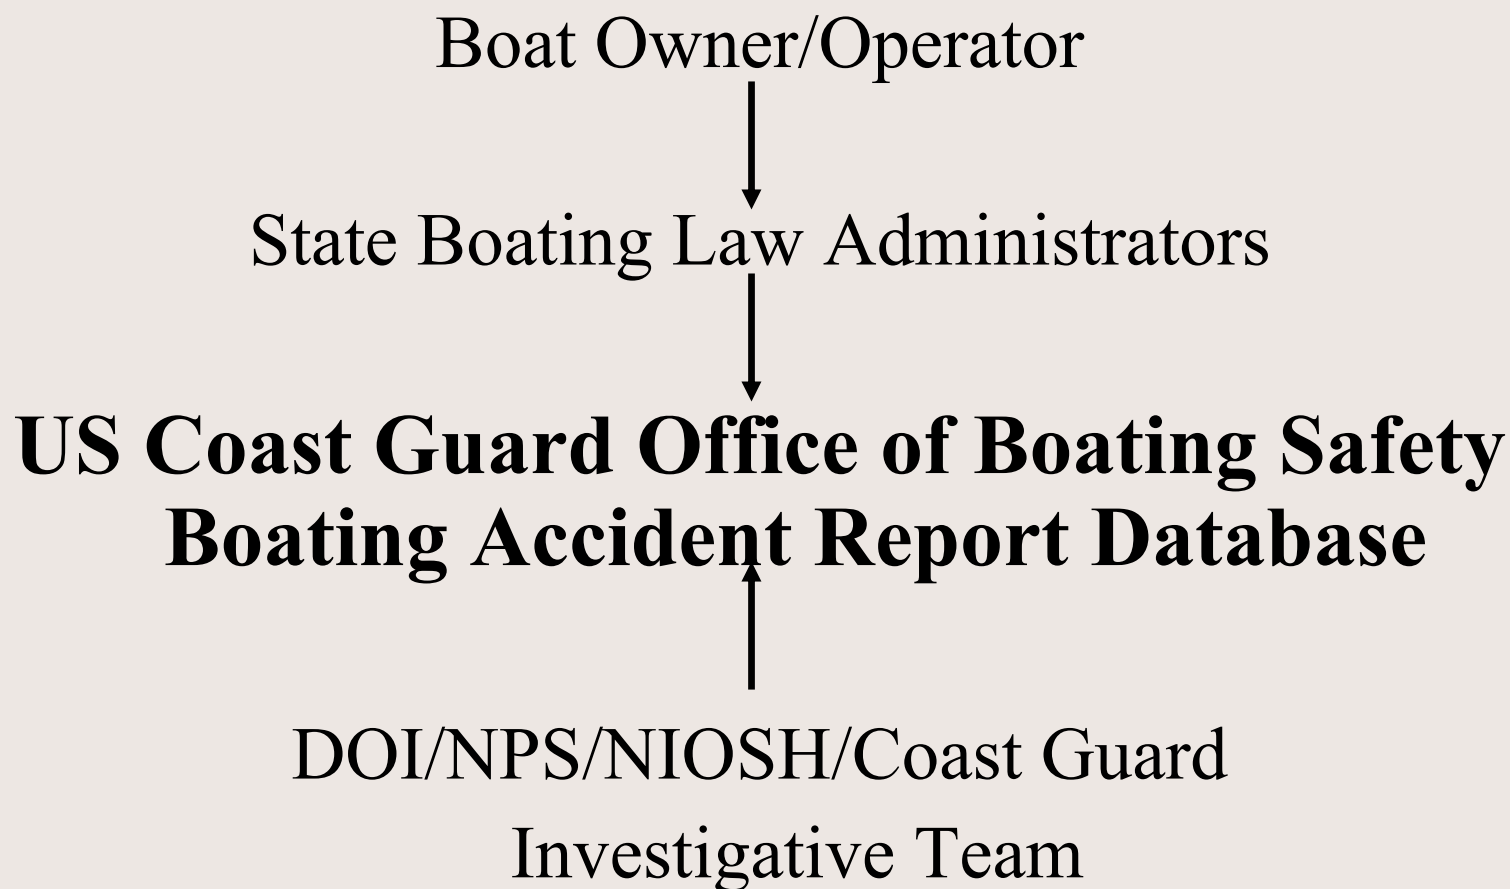 Boat Owner/Operator
State Boating Law Administrators
US Coast Guard Office of Boating Safety
Boating Accident Report Database
DOI/NPS/NIOSH/Coast Guard
Investigative Team